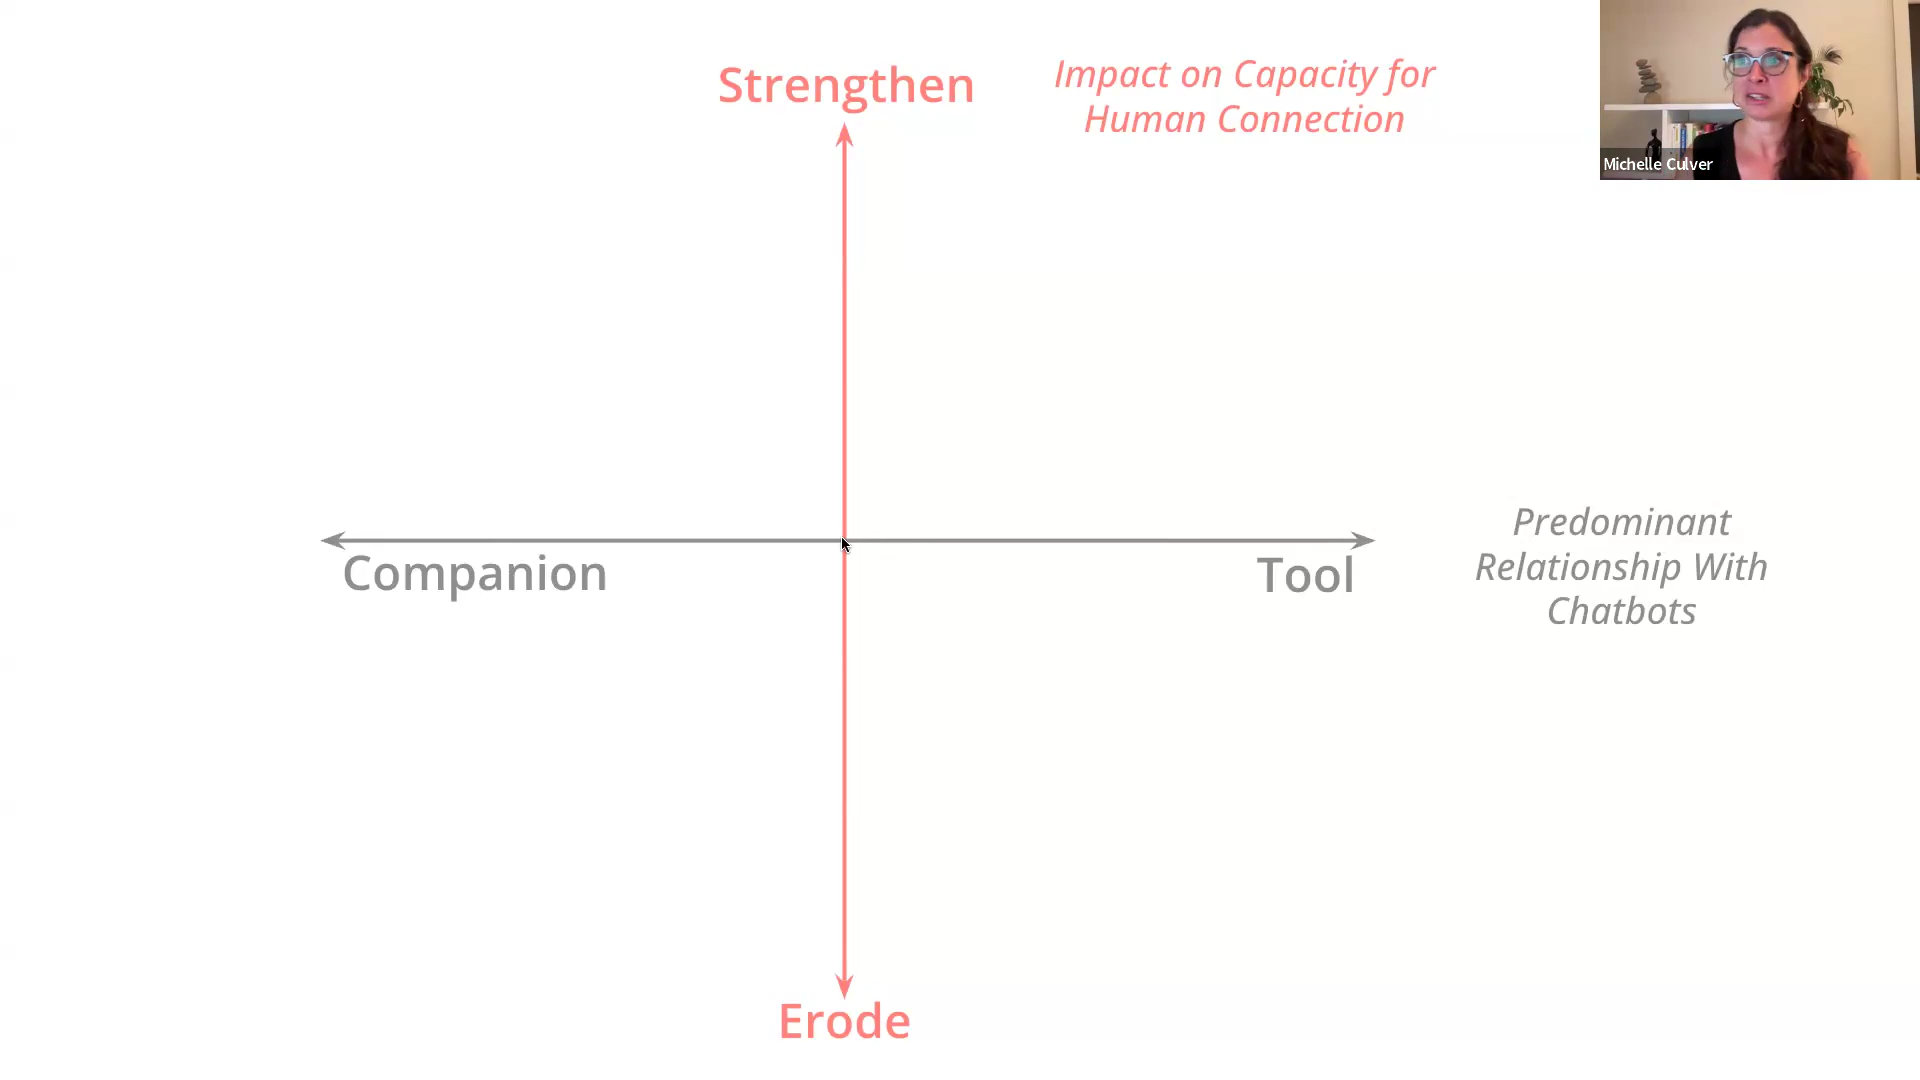 Strengthen
Impact on Capacity for
Human Connection
Michelle Culver
Companion
Tool
Predominant
Relationship With
Chatbots
Erode